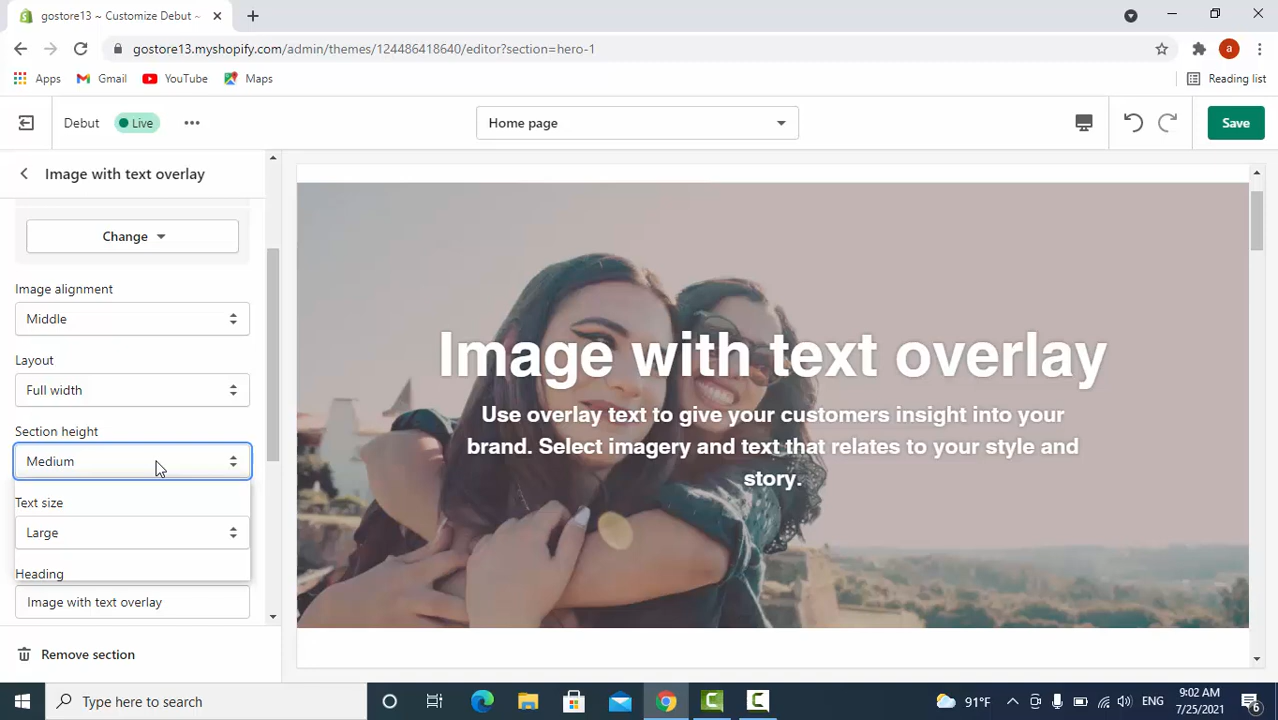 gostore13 ~ Customize Debut ~
gostore13.myshopify.com/admin/themes/124486418640/editor?section=hero-1
a
Apps
Gmail
YouTube
Maps
Reading list
Debut
Live
Home page
Save
Image with text overlay
Change
Image alignment
Middle
Layout
Full width
Section height
Medium
Text size
Large
Heading
Image with text overlay
Remove section
Image with text overlay
Use overlay text to give your customers insight into your
brand. Select imagery and text that relates to your style and
story.
Type here to search
91°F
ENG
9:02 AM
7/25/2021
6